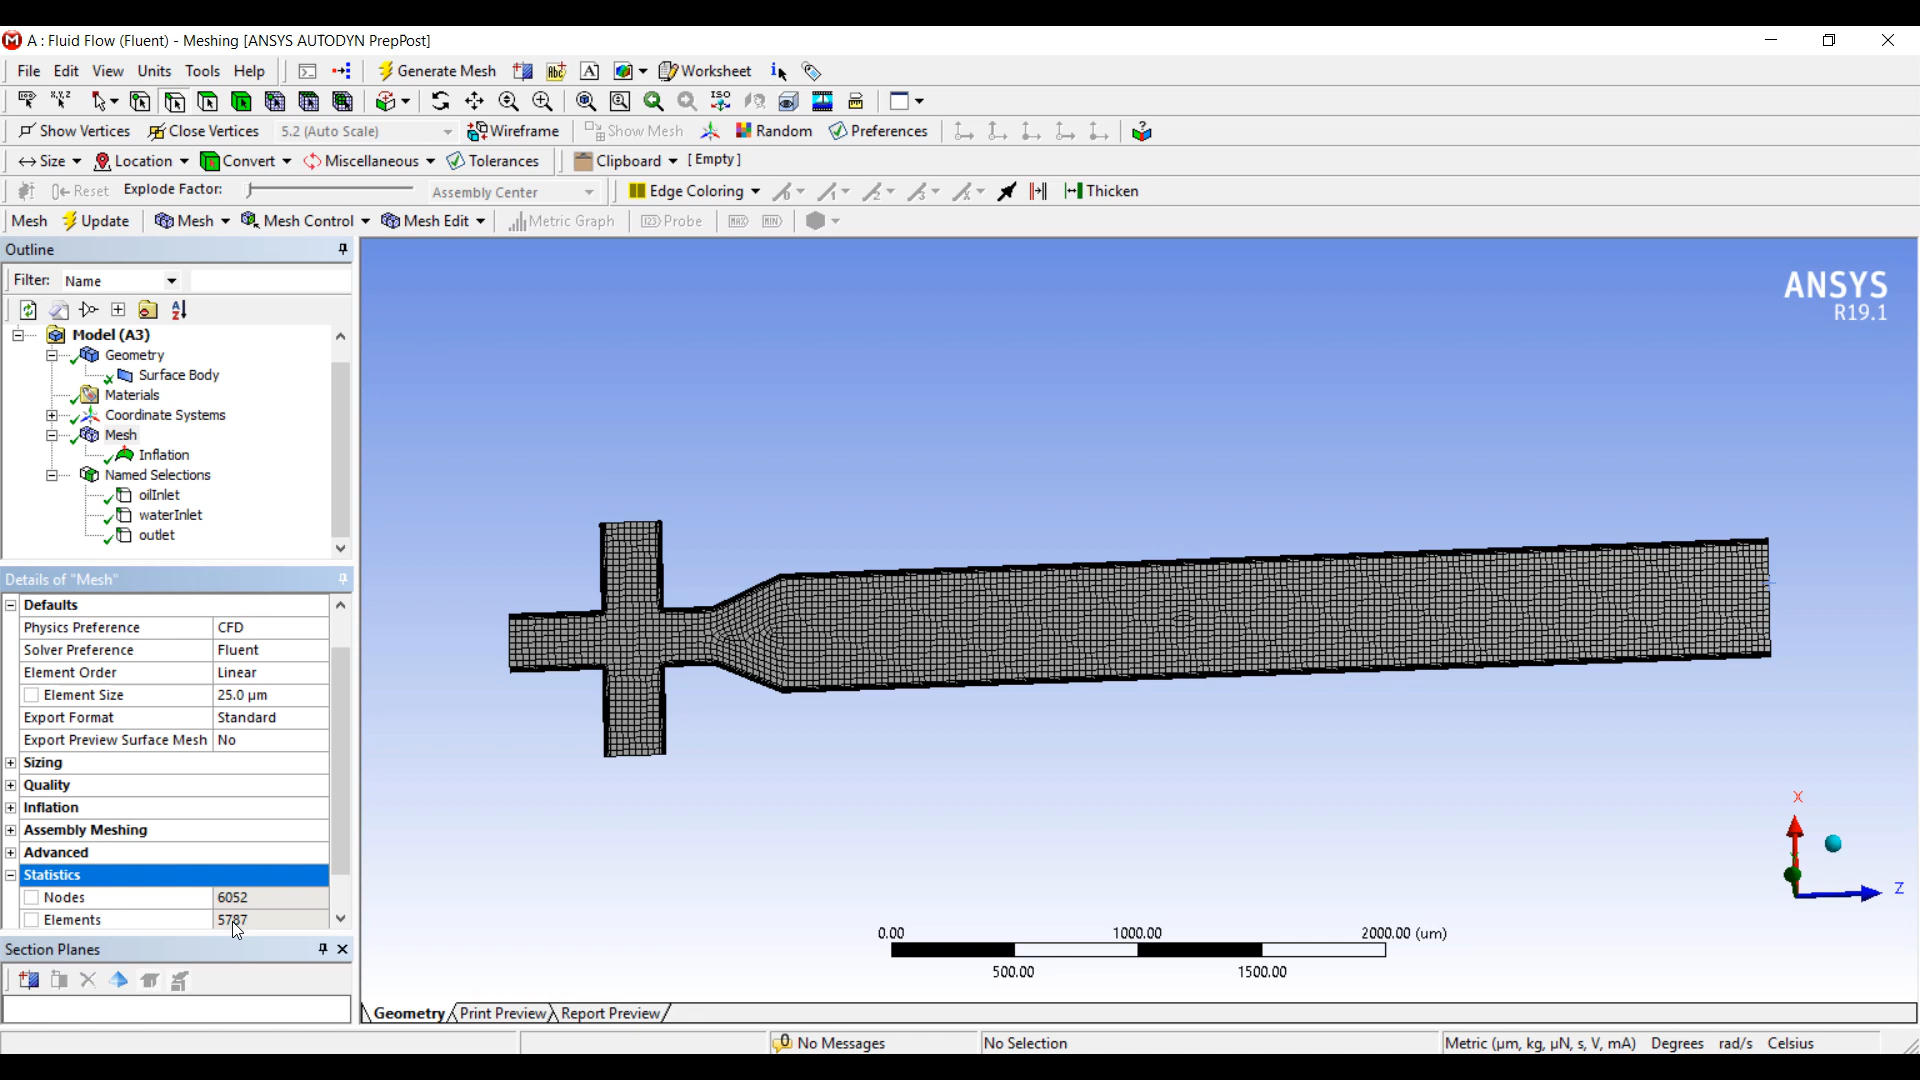 A : Fluid Flow (Fluent) - Meshing [ANSYS AUTODYN PrepPost]
File Edit View Units Tools Help Generate Mesh Abc A Worksheet i
x,y,z ISO
Show Vertices Close Vertices 5.2 (Auto Scale) Wireframe Show Mesh Random Preferences
Size Location Convert Miscellaneous Tolerances Clipboard [ Empty ]
Reset Explode Factor: Assembly Center Edge Coloring Thicken
Mesh Update Mesh Mesh Control Mesh Edit Metric Graph Probe MAX MIN
Outline
Filter: Name
Model (A3)
Geometry
Surface Body
Materials
Coordinate Systems
Mesh
Inflation
Named Selections
oilInlet
waterInlet
outlet
Details of "Mesh"
Defaults
Physics Preference CFD
Solver Preference Fluent
Element Order Linear
Element Size 25.0 µm
Export Format Standard
Export Preview Surface Mesh No
Sizing
Quality
Inflation
Assembly Meshing
Advanced
Statistics
Nodes 6052
Elements 5787
Section Planes
ANSYS
R19.1
X
Z
0.00 1000.00 2000.00 (um)
500.00 1500.00
Geometry Print Preview Report Preview
No Messages No Selection Metric (µm, kg, µN, s, V, mA) Degrees rad/s Celsius